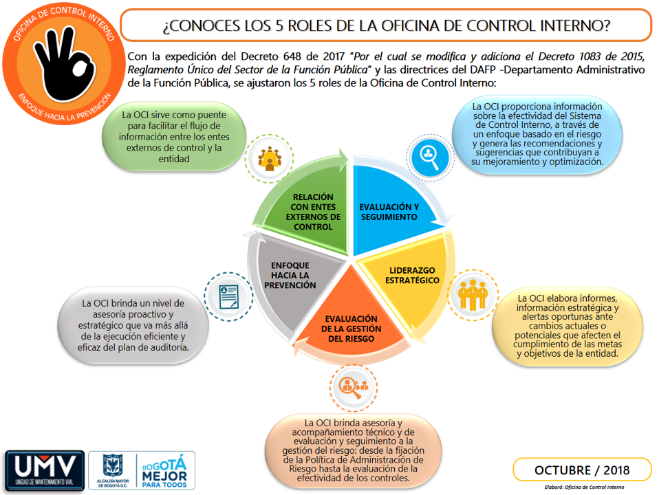 OFICINA DE CONTROL INTERNO
ENFOQUE HACIA LA PREVENCIÓN
¿CONOCES LOS 5 ROLES DE LA OFICINA DE CONTROL INTERNO?
Con la expedición del Decreto 648 de 2017 "Por el cual se modifica y adiciona el Decreto 1083 de 2015,
Reglamento Único del Sector de la Función Pública" y las directrices del DAFP -Departamento Administrativo
de la Función Pública, se ajustaron los 5 roles de la Oficina de Control Interno:
La OCI sirve como puente
para facilitar el flujo de
información entre los entes
externos de control y la
entidad
La OCI proporciona información
sobre la efectividad del Sistema
de Control Interno, a través de
un enfoque basado en el riesgo
y genera las recomendaciones y
sugerencias que contribuyan a
su mejoramiento y optimización.
RELACIÓN
CON ENTES
EXTERNOS DE
CONTROL
EVALUACIÓN Y
SEGUIMIENTO
ENFOQUE
HACIA LA
PREVENCIÓN
LIDERAZGO
ESTRATÉGICO
EVALUACIÓN
DE LA GESTIÓN
DEL RIESGO
La OCI brinda un nivel de
asesoría proactivo y
estratégico que va más allá
de la ejecución eficiente y
eficaz del plan de auditoría.
La OCI elabora informes,
información estratégica y
alertas oportunas ante
cambios actuales o
potenciales que afecten el
cumplimiento de las metas
y objetivos de la entidad.
La OCI brinda asesoría y
acompañamiento técnico y de
evaluación y seguimiento a la
gestión del riesgo: desde la fijación
de la Política de Administración de
Riesgo hasta la evaluación de la
efectividad de los controles.
UMV
UNIDAD DE MANTENIMIENTO VIAL
ALCALDÍA MAYOR
DE BOGOTÁ D.C.
BOGOTÁ
MEJOR
PARA TODOS
OCTUBRE / 2018
Elaboró: Oficina de Control Interno